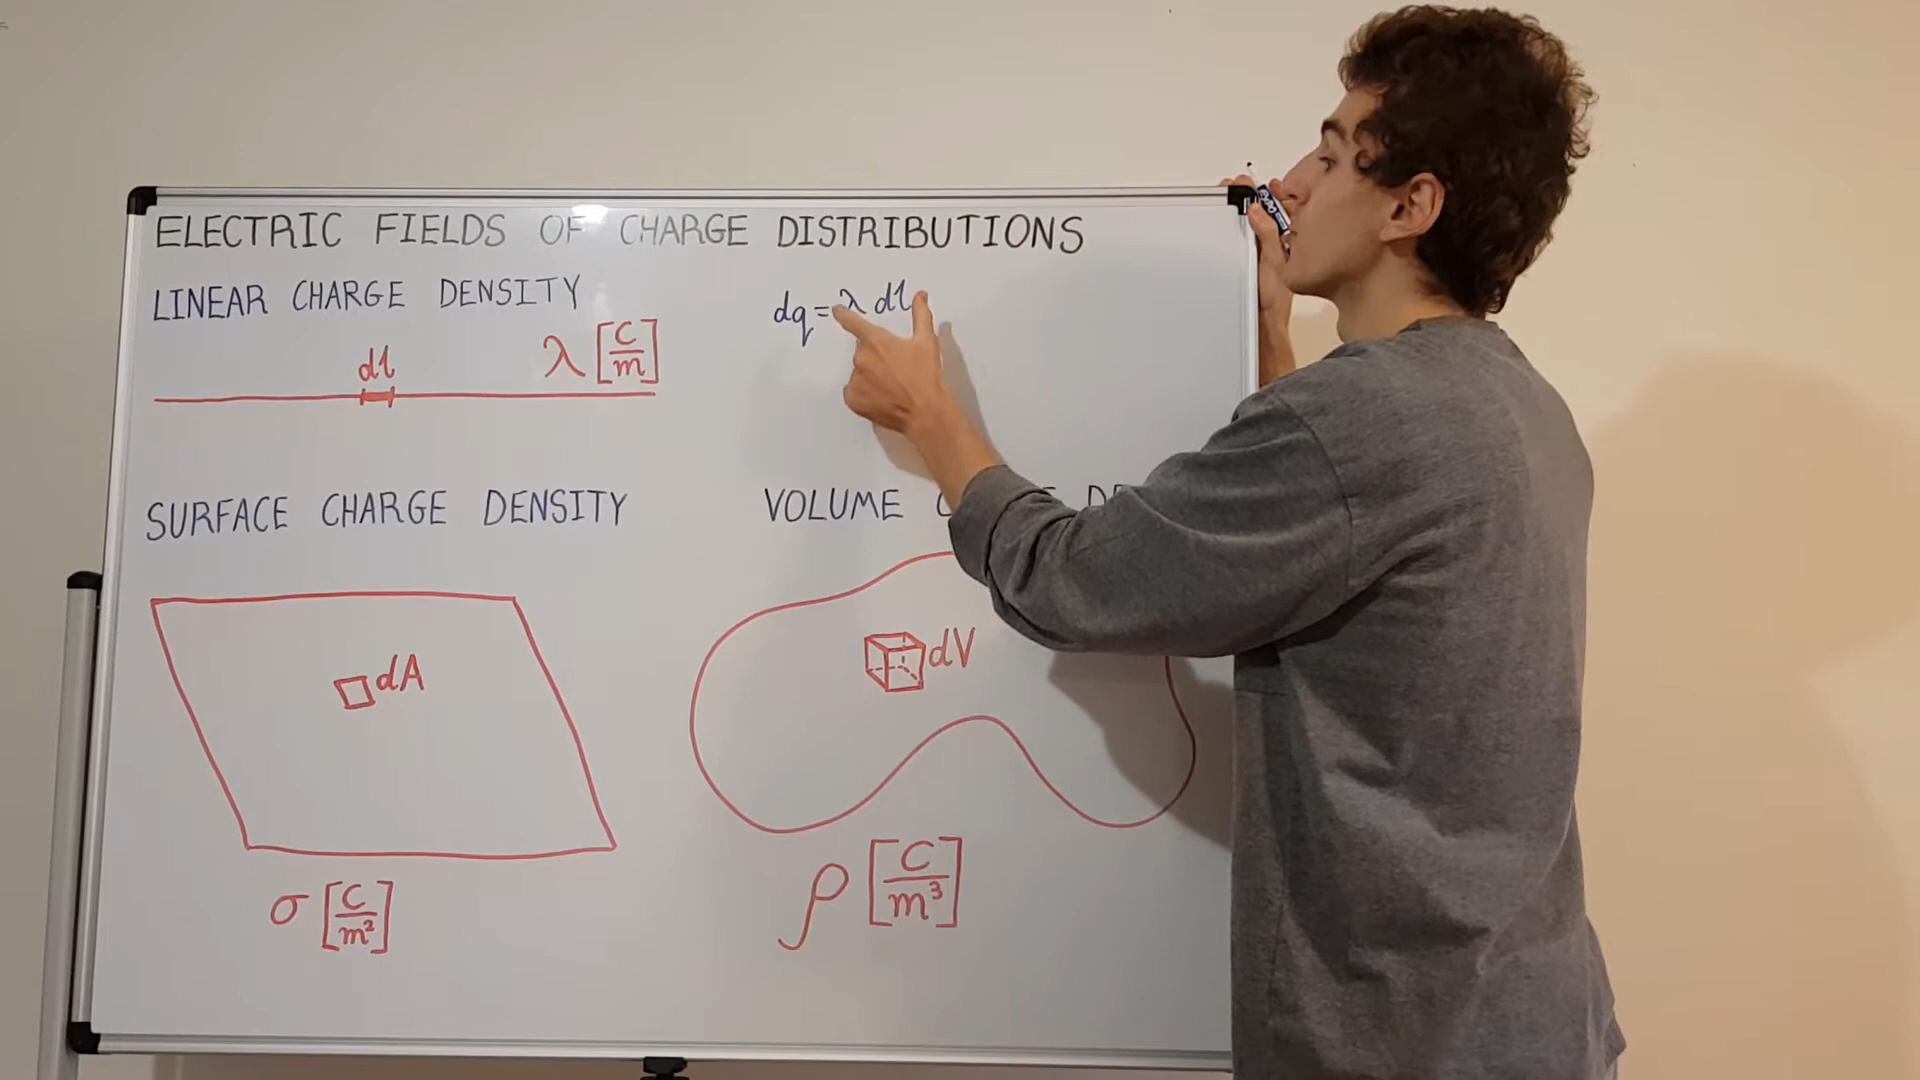 ELECTRIC FIELDS OF CHARGE DISTRIBUTIONS
LINEAR CHARGE DENSITY
dl
λ [C/m]
dq = λ dl
SURFACE CHARGE DENSITY
dA
σ [C/m²]
VOLUME
dV
ρ [C/m³]
EXPO